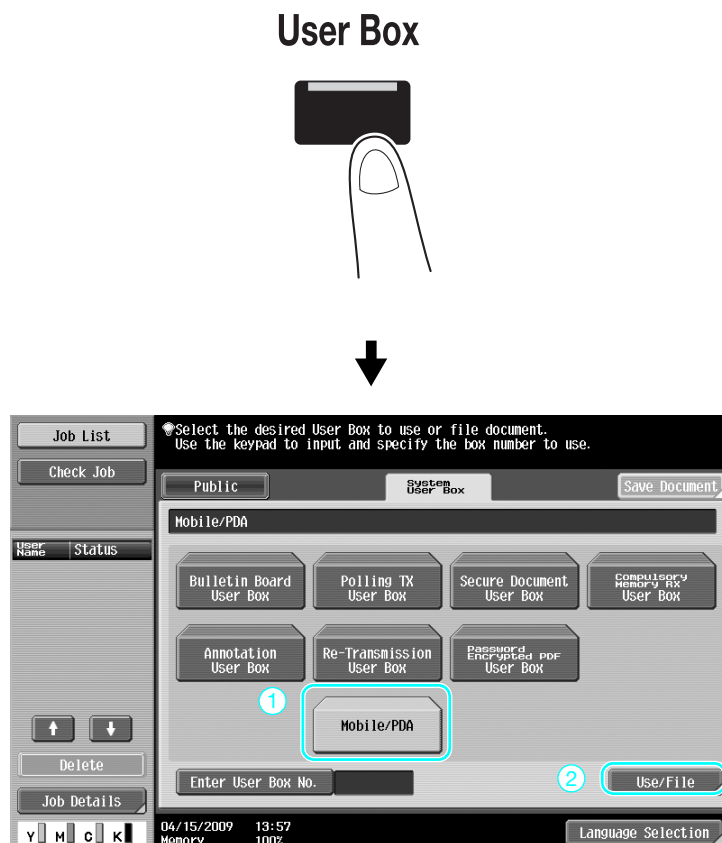 User Box
Job List
Check Job
User Name
Status
Select the desired User Box to use or file document.
Use the keypad to input and specify the box number to use.
Public
System User Box
Save Document
Mobile/PDA
Bulletin Board
User Box
Polling TX
User Box
Secure Document
User Box
Compulsory
Memory RX
User Box
Annotation
User Box
Re-Transmission
User Box
Password
Encrypted PDF
User Box
1
Mobile/PDA
Enter User Box No.
2
Use/File
Delete
Job Details
Y M C K
04/15/2009 13:57
Memory 100%
Language Selection